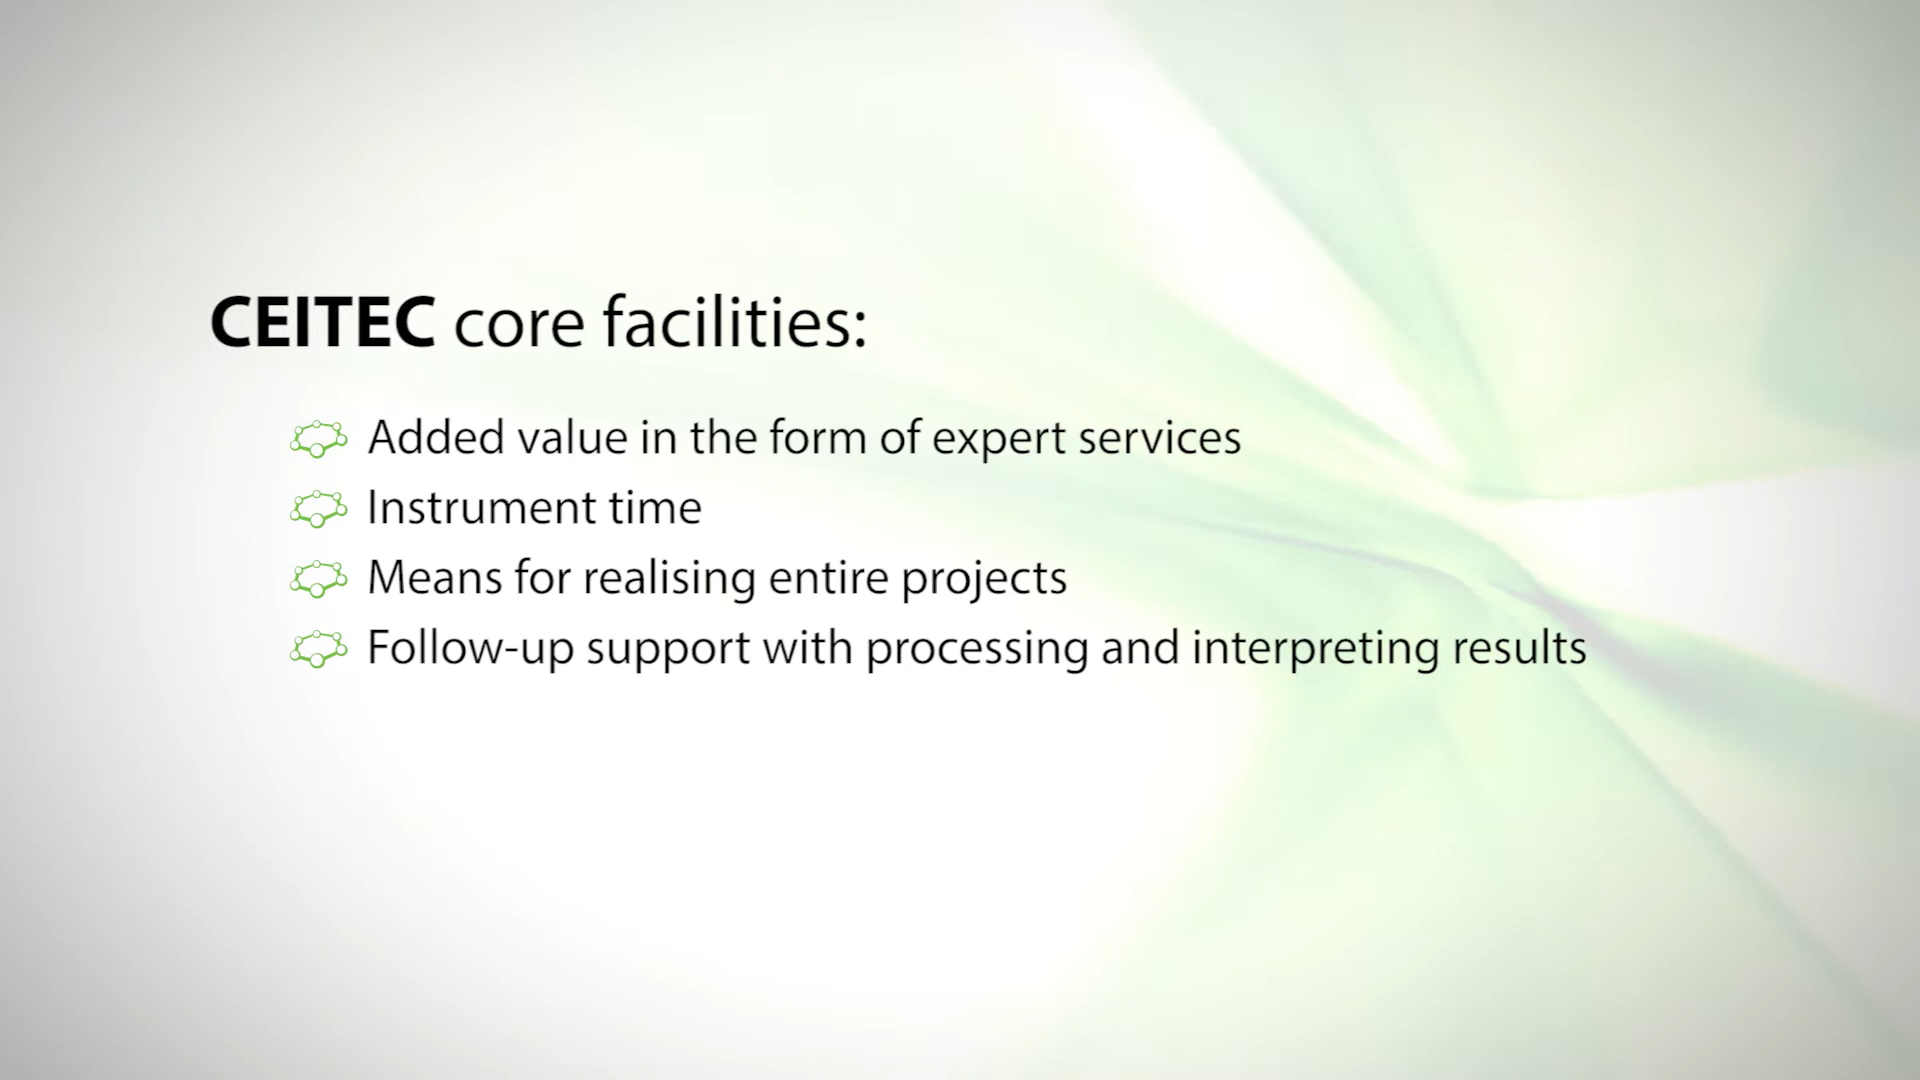 CEITEC core facilities:
Added value in the form of expert services
Instrument time
Means for realising entire projects
Follow-up support with processing and interpreting results